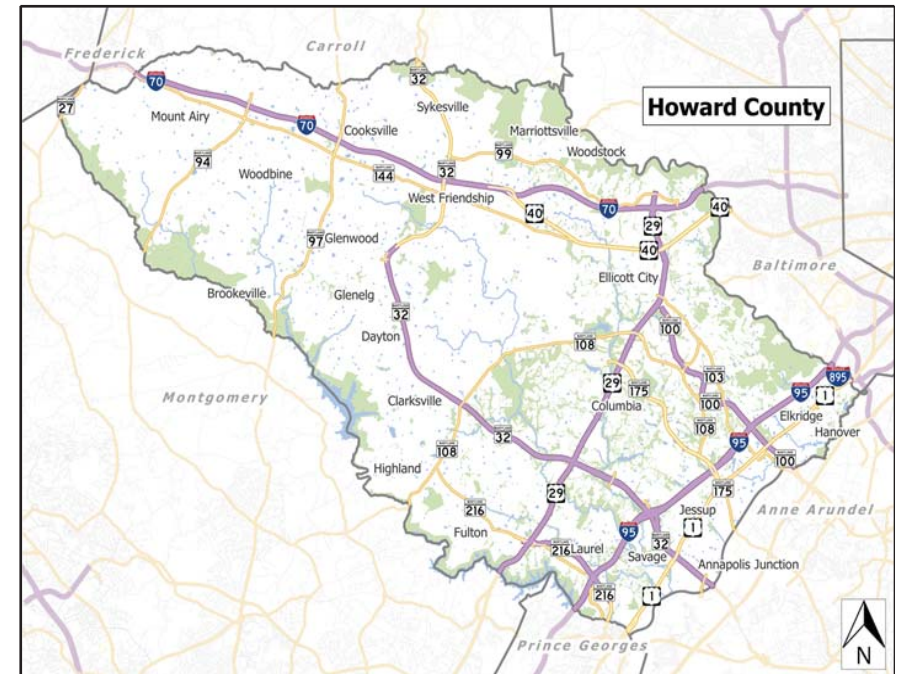 Frederick
Carroll
Howard County
70
32
27
Mount Airy
Sykesville
70
Cooksville
Marriottsville
94
99
Woodstock
Woodbine
144
32
West Friendship
40
70
40
29
97
Glenwood
40
Ellicott City
Baltimore
Brookeville
Glenelg
32
Dayton
100
108
103
895
29
175
95
1
Montgomery
Clarksville
Columbia
100
Elkridge
108
Hanover
32
95
108
100
Highland
29
175
216
Jessup
Anne Arundel
Fulton
95
1
216
Laurel
Savage
32
Annapolis Junction
216
1
Prince Georges
N